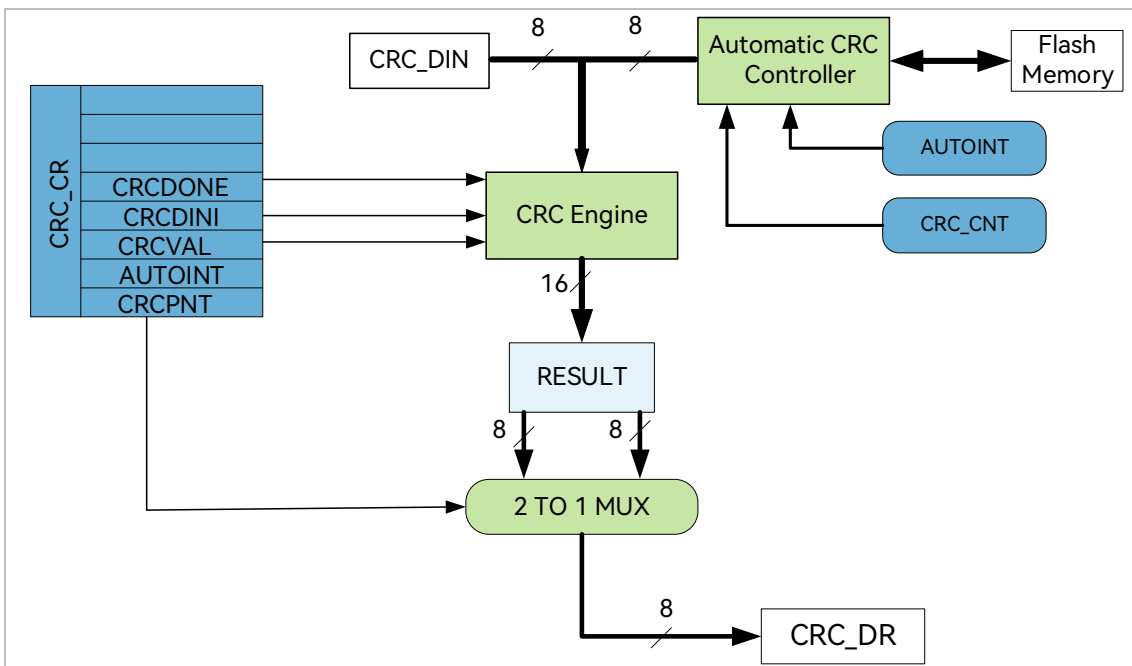 8
8
CRC_DIN
Automatic CRC
Controller
Flash
Memory
AUTOINT
CRC_CNT
CRC_CR
CRCDONE
CRCDINI
CRCVAL
AUTOINT
CRCPNT
CRC Engine
16
RESULT
8
8
2 TO 1 MUX
8
CRC_DR